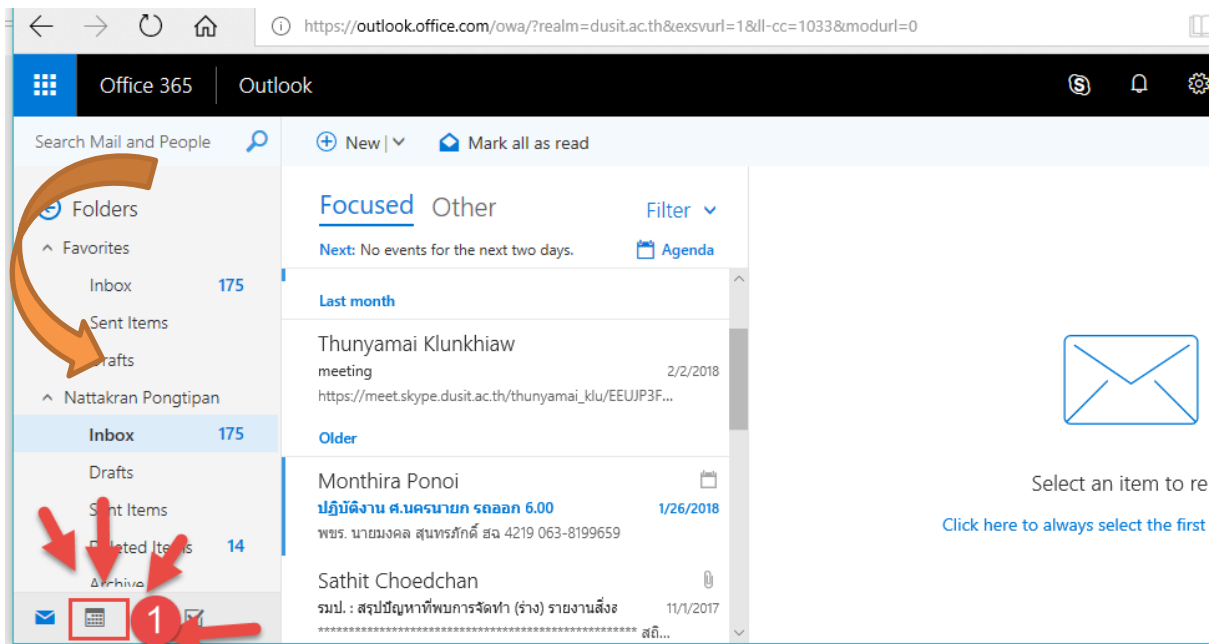 https://outlook.office.com/owa/?realm=dusit.ac.th&exsvurl=1&ll-cc=1033&modurl=0
Office 365 Outlook
Search Mail and People
New | Mark all as read
Folders
Favorites
Inbox 175
Sent Items
Drafts
Nattakran Pongtipan
Inbox 175
Drafts
Sent Items
Deleted Items 14
Archive
1
Focused Other Filter
Next: No events for the next two days. Agenda
Last month
Thunyamai Klunkhiaw
meeting 2/2/2018
https://meet.skype.dusit.ac.th/thunyamai_klu/EEUJP3F...
Older
Monthira Ponoi
ปฏิบัติงาน ศ.นครนายก รถออก 6.00 1/26/2018
พขร. นายมงคล สุนทรภักดิ์ ฮฉ 4219 063-8199659
Sathit Choedchan
รมป. : สรุปปัญหาที่พบการจัดทำ (ร่าง) รายงานสิ่งส 11/1/2017
**************************************************** สถิ...
Select an item to re
Click here to always select the first